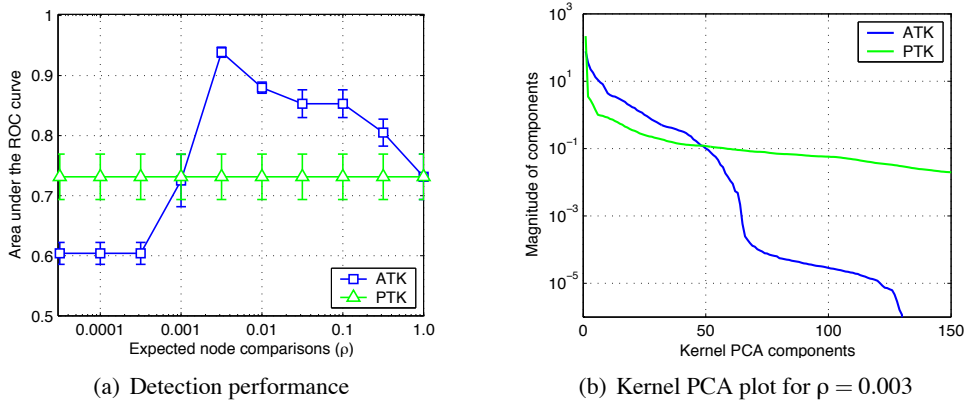 Area under the ROC curve
1
0.9
0.8
0.7
0.6
0.5
ATK
PTK
0.0001
0.001
0.01
0.1
1.0
Expected node comparisons (ρ)
(a) Detection performance
Magnitude of components
10^3
10^1
10^−1
10^−3
10^−5
ATK
PTK
0
50
100
150
Kernel PCA components
(b) Kernel PCA plot for ρ = 0.003